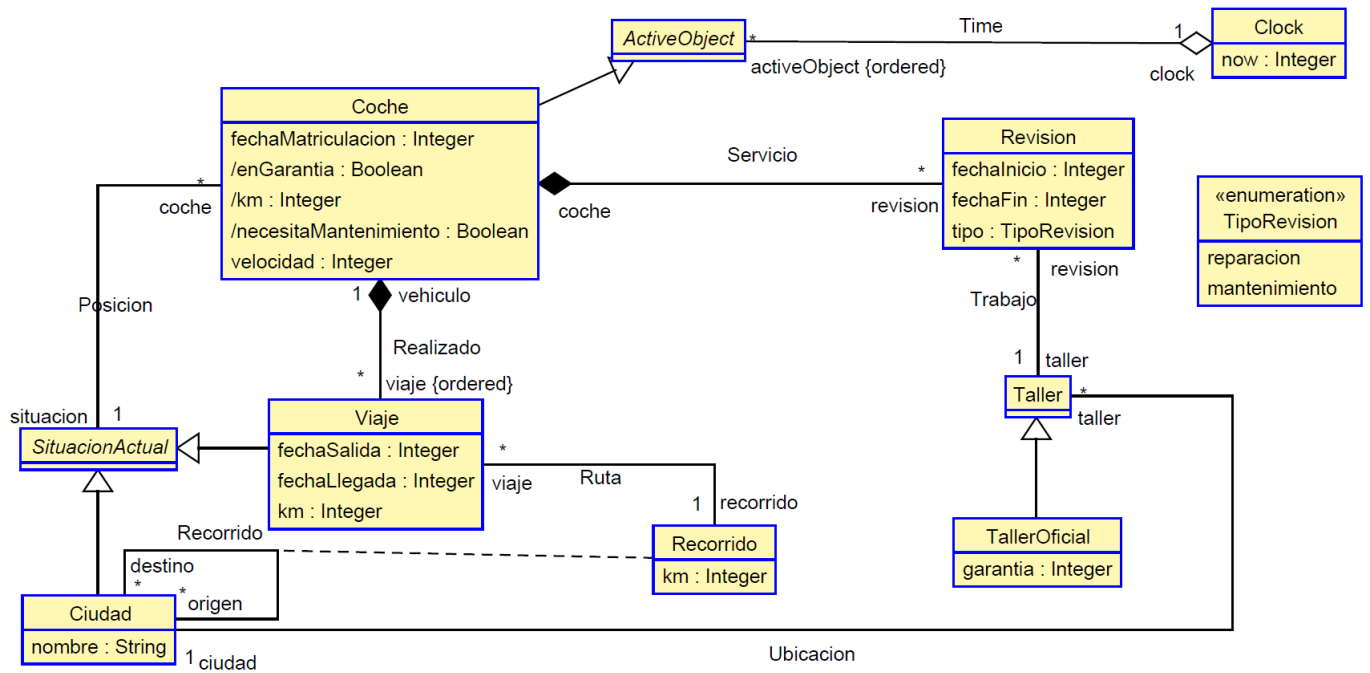 ActiveObject
*
activeObject {ordered}
Time
1
clock
Clock
now : Integer
Coche
fechaMatriculacion : Integer
/enGarantia : Boolean
/km : Integer
/necesitaMantenimiento : Boolean
velocidad : Integer
*
coche
Posicion
situacion
1
coche
Servicio
*
revision
Revision
fechaInicio : Integer
fechaFin : Integer
tipo : TipoRevision
«enumeration»
TipoRevision
reparacion
mantenimiento
*
revision
Trabajo
1
taller
Taller
*
taller
1
vehiculo
Realizado
*
viaje {ordered}
SituacionActual
Viaje
fechaSalida : Integer
fechaLlegada : Integer
km : Integer
*
viaje
Ruta
1
recorrido
Recorrido
km : Integer
TallerOficial
garantia : Integer
Recorrido
destino
*
*
origen
Ciudad
nombre : String
1
ciudad
Ubicacion